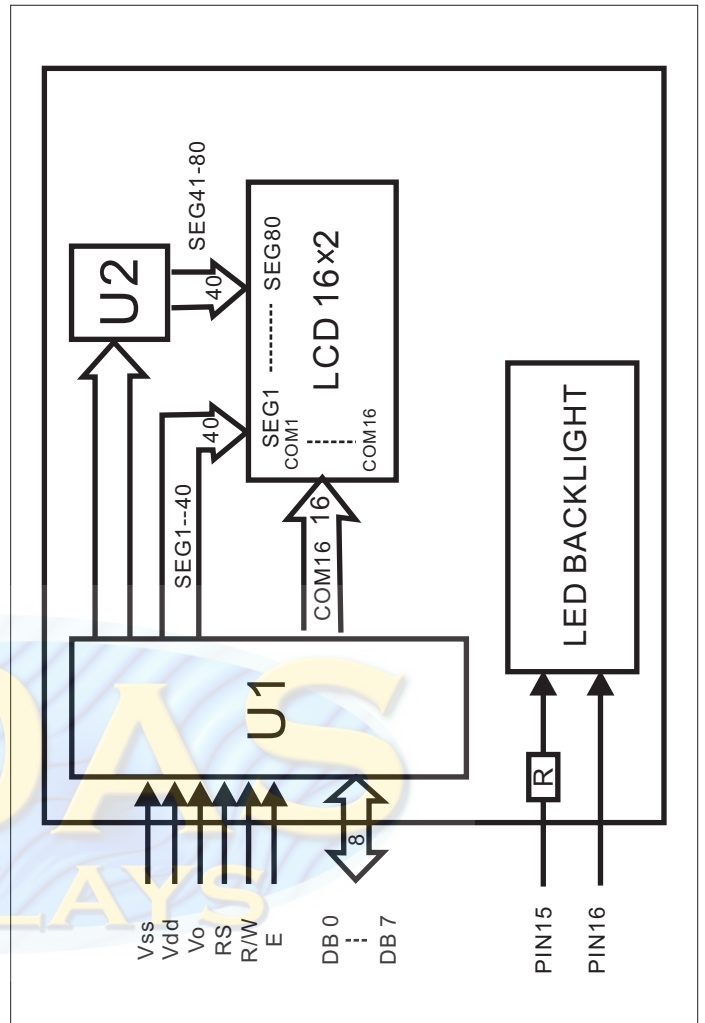 U2
SEG41-80
40
SEG1 --------- SEG80
LCD 16×2
COM1
------
COM16
SEG1--40
40
COM16
16
U1
Vss
Vdd
Vo
RS
R/W
E
DB 0
----
DB 7
8
LED BACKLIGHT
R
PIN15
PIN16